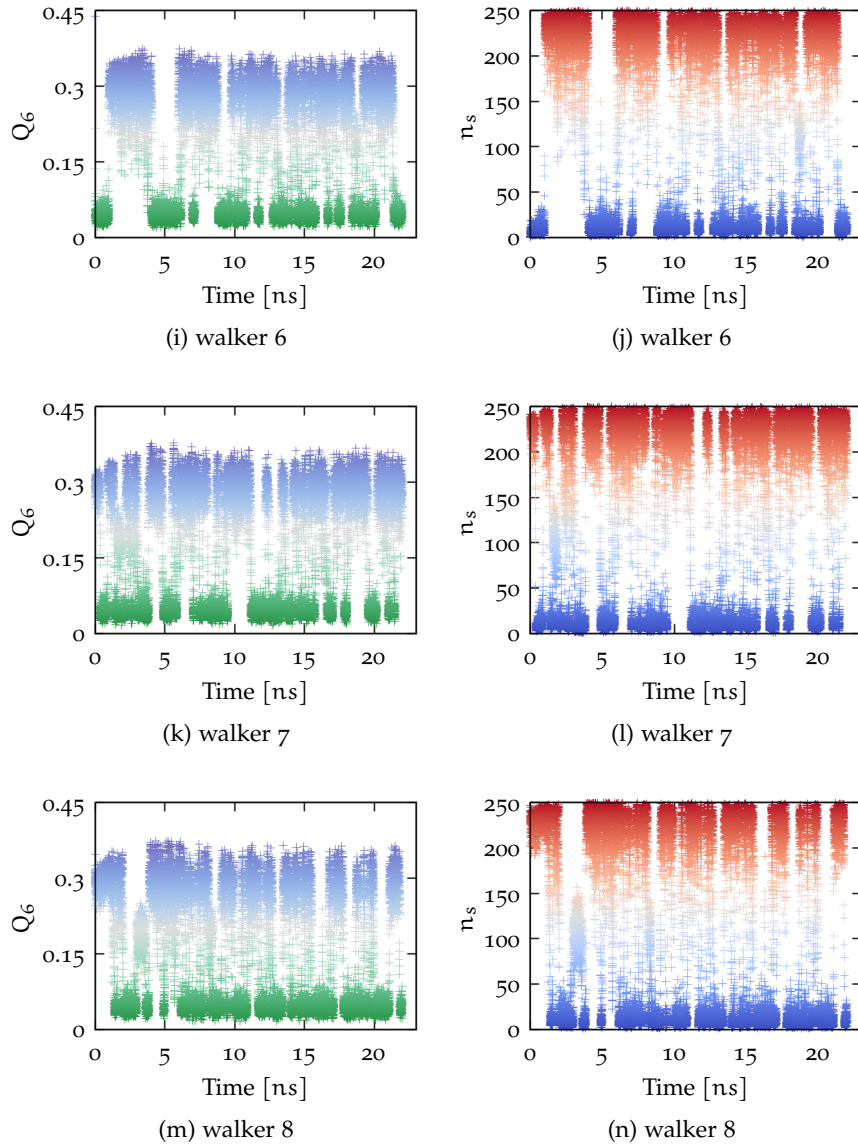 0.45
0.3
0.15
0
Q6
0 5 10 15 20
Time [ns]
(i) walker 6
250
200
150
100
50
0
ns
0 5 10 15 20
Time [ns]
(j) walker 6
0.45
0.3
0.15
0
Q6
0 5 10 15 20
Time [ns]
(k) walker 7
250
200
150
100
50
0
ns
0 5 10 15 20
Time [ns]
(l) walker 7
0.45
0.3
0.15
0
Q6
0 5 10 15 20
Time [ns]
(m) walker 8
250
200
150
100
50
0
ns
0 5 10 15 20
Time [ns]
(n) walker 8